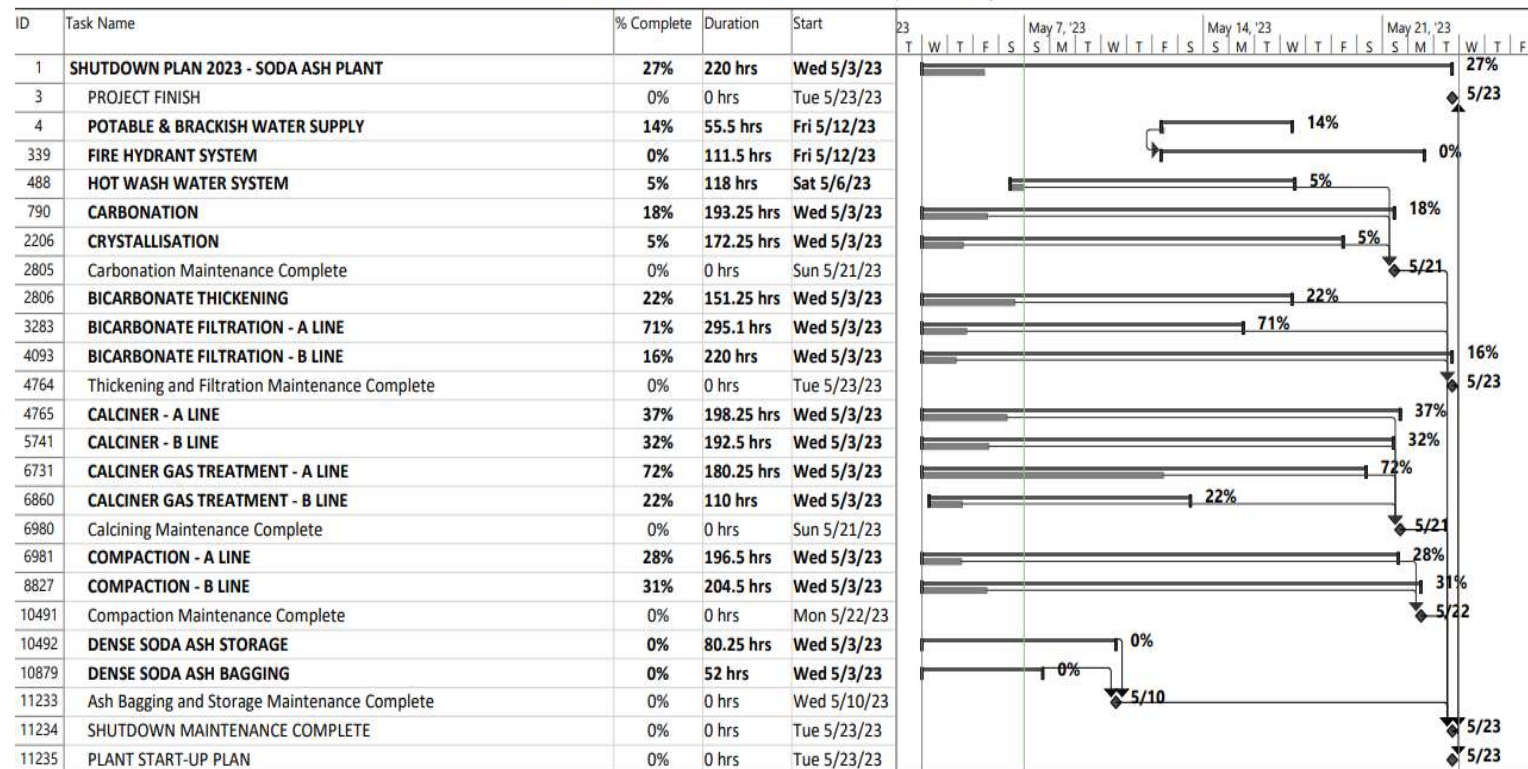 ID Task Name % Complete Duration Start 23 May 7, '23 May 14, '23 May 21, '23
T W T F S S M T W T F S S M T W T F S S M T W T F
1 SHUTDOWN PLAN 2023 - SODA ASH PLANT 27% 220 hrs Wed 5/3/23 27%
3 PROJECT FINISH 0% 0 hrs Tue 5/23/23 5/23
4 POTABLE & BRACKISH WATER SUPPLY 14% 55.5 hrs Fri 5/12/23 14%
339 FIRE HYDRANT SYSTEM 0% 111.5 hrs Fri 5/12/23 0%
488 HOT WASH WATER SYSTEM 5% 118 hrs Sat 5/6/23 5%
790 CARBONATION 18% 193.25 hrs Wed 5/3/23 18%
2206 CRYSTALLISATION 5% 172.25 hrs Wed 5/3/23 5%
2805 Carbonation Maintenance Complete 0% 0 hrs Sun 5/21/23 5/21
2806 BICARBONATE THICKENING 22% 151.25 hrs Wed 5/3/23 22%
3283 BICARBONATE FILTRATION - A LINE 71% 295.1 hrs Wed 5/3/23 71%
4093 BICARBONATE FILTRATION - B LINE 16% 220 hrs Wed 5/3/23 16%
4764 Thickening and Filtration Maintenance Complete 0% 0 hrs Tue 5/23/23 5/23
4765 CALCINER - A LINE 37% 198.25 hrs Wed 5/3/23 37%
5741 CALCINER - B LINE 32% 192.5 hrs Wed 5/3/23 32%
6731 CALCINER GAS TREATMENT - A LINE 72% 180.25 hrs Wed 5/3/23 72%
6860 CALCINER GAS TREATMENT - B LINE 22% 110 hrs Wed 5/3/23 22%
6980 Calcining Maintenance Complete 0% 0 hrs Sun 5/21/23 5/21
6981 COMPACTION - A LINE 28% 196.5 hrs Wed 5/3/23 28%
8827 COMPACTION - B LINE 31% 204.5 hrs Wed 5/3/23 31%
10491 Compaction Maintenance Complete 0% 0 hrs Mon 5/22/23 5/22
10492 DENSE SODA ASH STORAGE 0% 80.25 hrs Wed 5/3/23 0%
10879 DENSE SODA ASH BAGGING 0% 52 hrs Wed 5/3/23 0%
11233 Ash Bagging and Storage Maintenance Complete 0% 0 hrs Wed 5/10/23 5/10
11234 SHUTDOWN MAINTENANCE COMPLETE 0% 0 hrs Tue 5/23/23 5/23
11235 PLANT START-UP PLAN 0% 0 hrs Tue 5/23/23 5/23